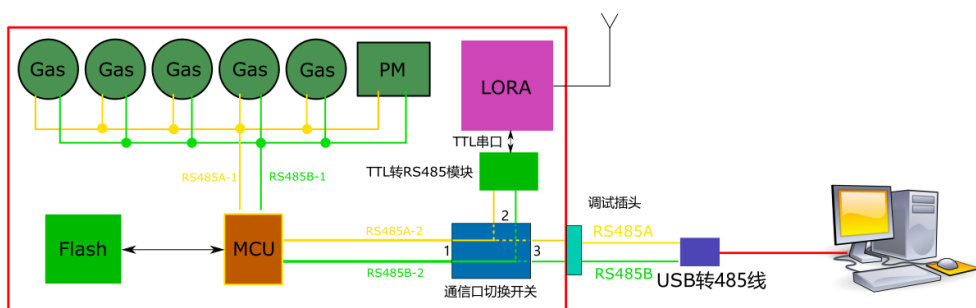 Gas Gas Gas Gas Gas PM
LORA
TTL串口
TTL转RS485模块
RS485A-1 RS485B-1
调试插头
2
Flash
MCU
RS485A-2
1
3
RS485A
RS485B-2
RS485B
通信口切换开关
USB转485线